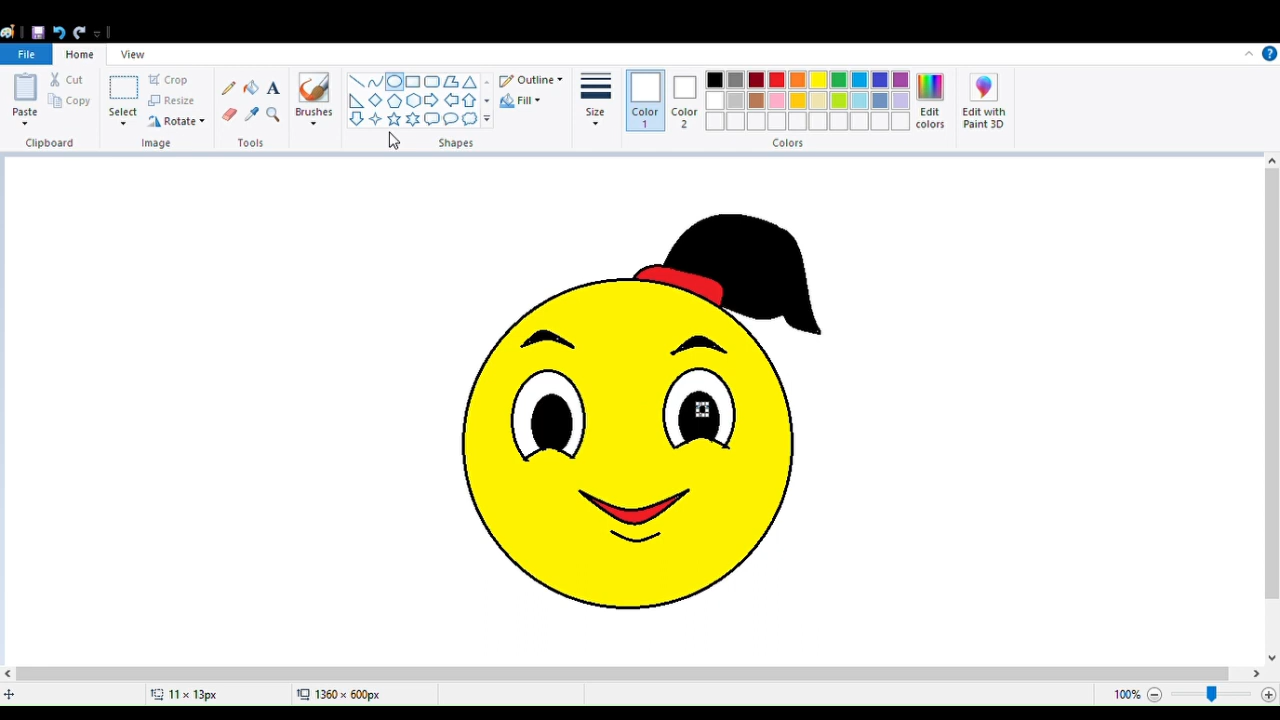 File Home View
Paste
Cut
Copy
Clipboard
Select
Crop
Resize
Rotate
Image
A
Tools
Brushes
Outline
Fill
Shapes
Size
Color 1
Color 2
Edit colors
Colors
Edit with Paint 3D
?
11 × 13px
1360 × 600px
100%